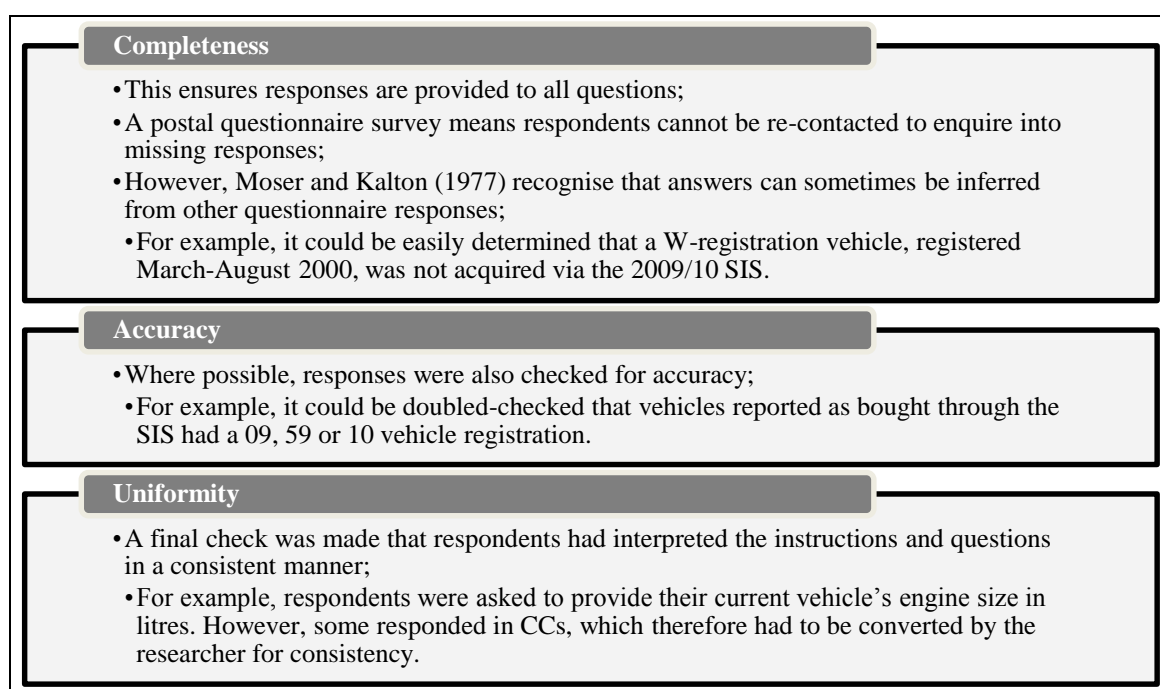 Completeness
•This ensures responses are provided to all questions;
•A postal questionnaire survey means respondents cannot be re-contacted to enquire into
missing responses;
•However, Moser and Kalton (1977) recognise that answers can sometimes be inferred
from other questionnaire responses;
•For example, it could be easily determined that a W-registration vehicle, registered
March-August 2000, was not acquired via the 2009/10 SIS.
Accuracy
•Where possible, responses were also checked for accuracy;
•For example, it could be doubled-checked that vehicles reported as bought through the
SIS had a 09, 59 or 10 vehicle registration.
Uniformity
•A final check was made that respondents had interpreted the instructions and questions
in a consistent manner;
•For example, respondents were asked to provide their current vehicle’s engine size in
litres. However, some responded in CCs, which therefore had to be converted by the
researcher for consistency.